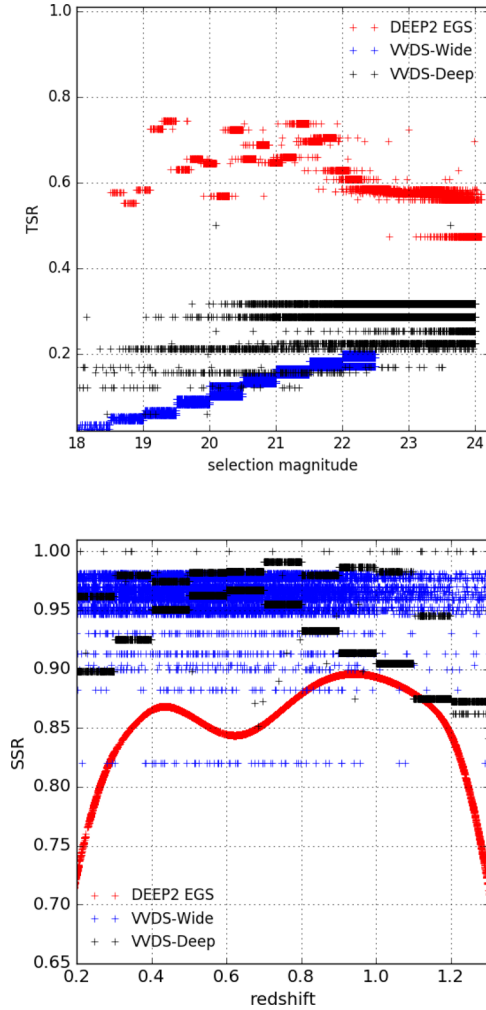 1.0
0.8
0.6
0.4
0.2
TSR
18 19 20 21 22 23 24
selection magnitude
DEEP2 EGS
VVDS-Wide
VVDS-Deep
1.00
0.95
0.90
0.85
0.80
0.75
0.70
0.65
SSR
DEEP2 EGS
VVDS-Wide
VVDS-Deep
0.2 0.4 0.6 0.8 1.0 1.2
redshift